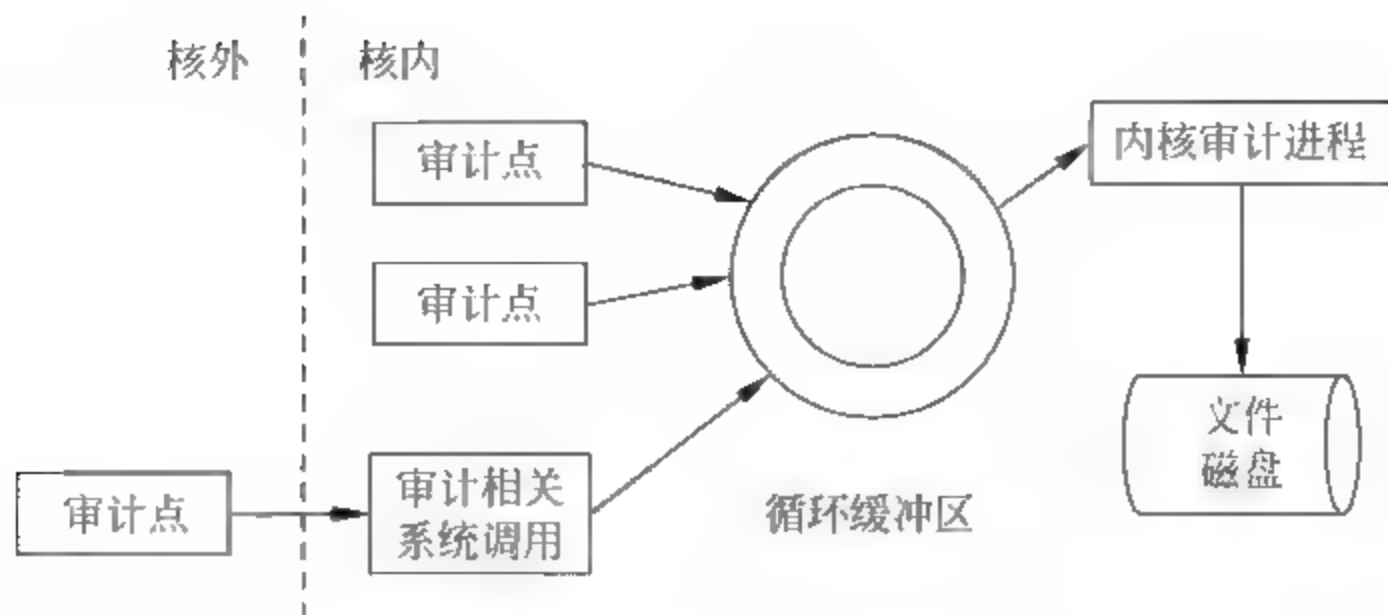 核外
核内
审计点
内核审计进程
审计点
审计点
审计相关
系统调用
循环缓冲区
文件
磁盘